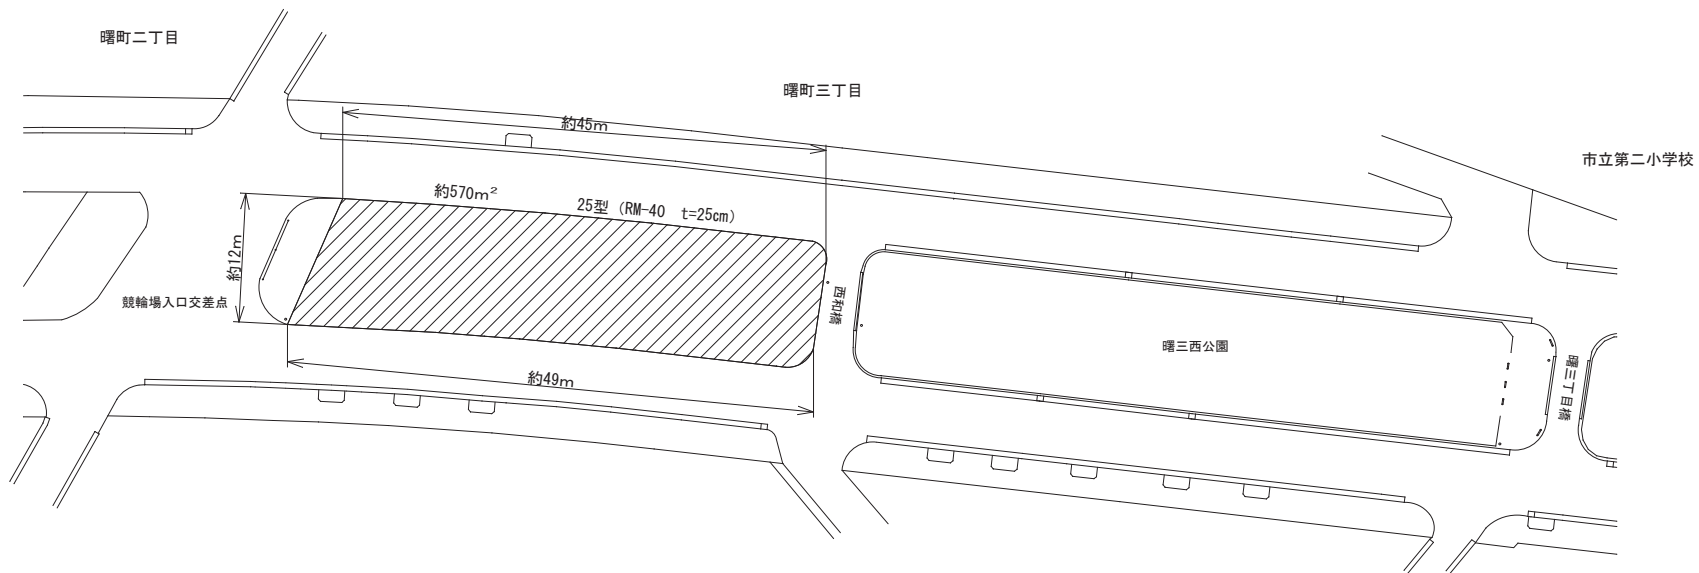 曙町二丁目
曙町三丁目
市立第二小学校
約45m
約570m²
25型（RM-40　t=25cm）
約12m
競輪場入口交差点
西和橋
曙三西公園
曙三丁目橋
約49m